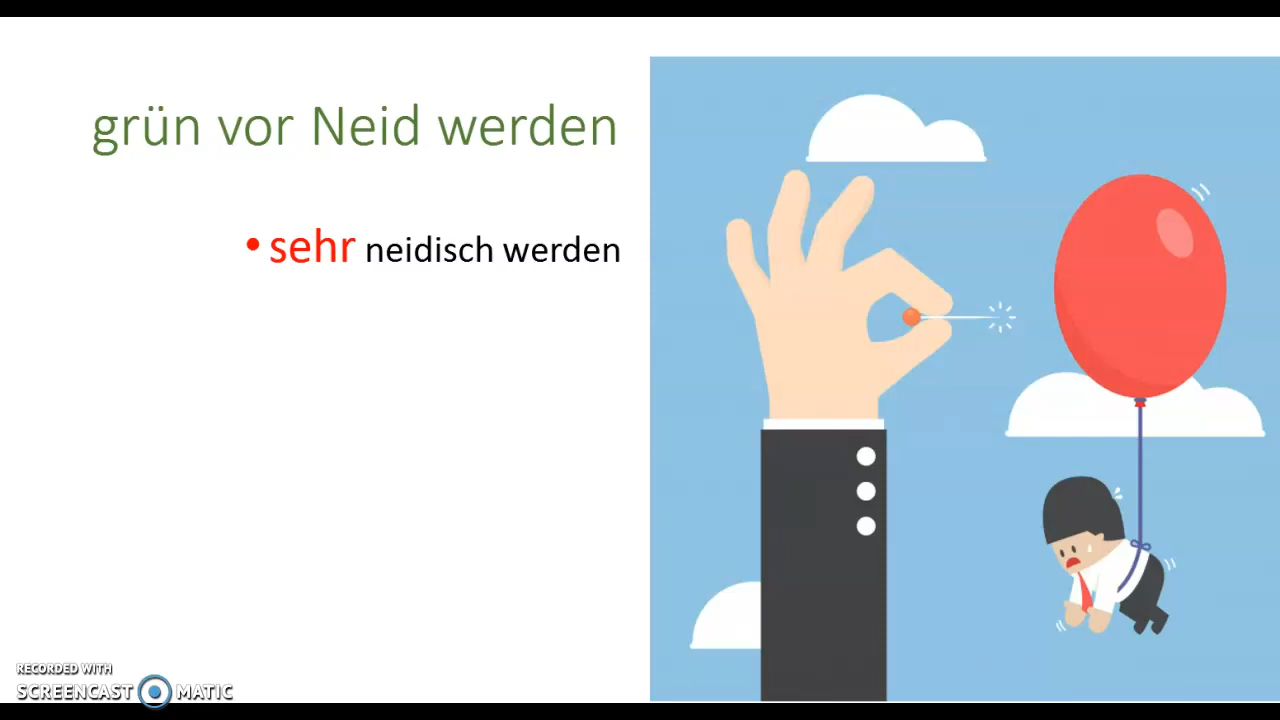 grün vor Neid werden
• sehr neidisch werden
RECORDED WITH
SCREENCAST MATIC